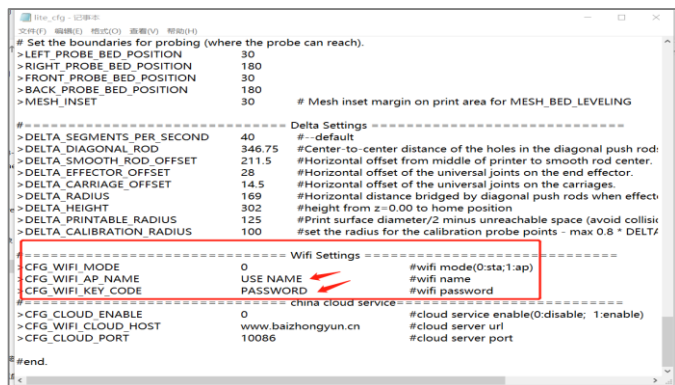 lite_cfg - 记事本
文件(F) 编辑(E) 格式(O) 查看(V) 帮助(H)
# Set the boundaries for probing (where the probe can reach).
>LEFT_PROBE_BED_POSITION 30
>RIGHT_PROBE_BED_POSITION 180
>FRONT_PROBE_BED_POSITION 30
>BACK_PROBE_BED_POSITION 180
>MESH_INSET 30 # Mesh inset margin on print area for MESH_BED_LEVELING
#= = = = = = = = = = = = = = = = = = = = = = = = = Delta Settings = = = = = = = = = = = = = = = = = = = = = = = = =
>DELTA_SEGMENTS_PER_SECOND 40 #--default
>DELTA_DIAGONAL_ROD 346.75 #Center-to-center distance of the holes in the diagonal push rods
>DELTA_SMOOTH_ROD_OFFSET 211.5 #Horizontal offset from middle of printer to smooth rod center.
>DELTA_EFFECTOR_OFFSET 28 #Horizontal offset of the universal joints on the end effector.
>DELTA_CARRIAGE_OFFSET 14.5 #Horizontal offset of the universal joints on the carriages.
>DELTA_RADIUS 169 #Horizontal distance bridged by diagonal push rods when effecto
>DELTA_HEIGHT 302 #height from z=0.00 to home position
>DELTA_PRINTABLE_RADIUS 125 #Print surface diameter/2 minus unreachable space (avoid collisio
>DELTA_CALIBRATION_RADIUS 100 #set the radius for the calibration probe points - max 0.8 * DELTA
#= = = = = = = = = = = = = = = = = = = = = = = = = Wifi Settings = = = = = = = = = = = = = = = = = = = = = = = = =
>CFG_WIFI_MODE 0 #wifi mode(0:sta;1:ap)
>CFG_WIFI_AP_NAME USE NAME #wifi name
>CFG_WIFI_KEY_CODE PASSWORD #wifi password
#= = = = = = = = = = = = = = = = = = = = = = = = = china cloud service= = = = = = = = = = = = = = = = = = = = = =
>CFG_CLOUD_ENABLE 0 #cloud service enable(0:disable; 1:enable)
>CFG_WIFI_CLOUD_HOST www.baizhongyun.cn #cloud server url
>CFG_CLOUD_PORT 10086 #cloud server port
#end.